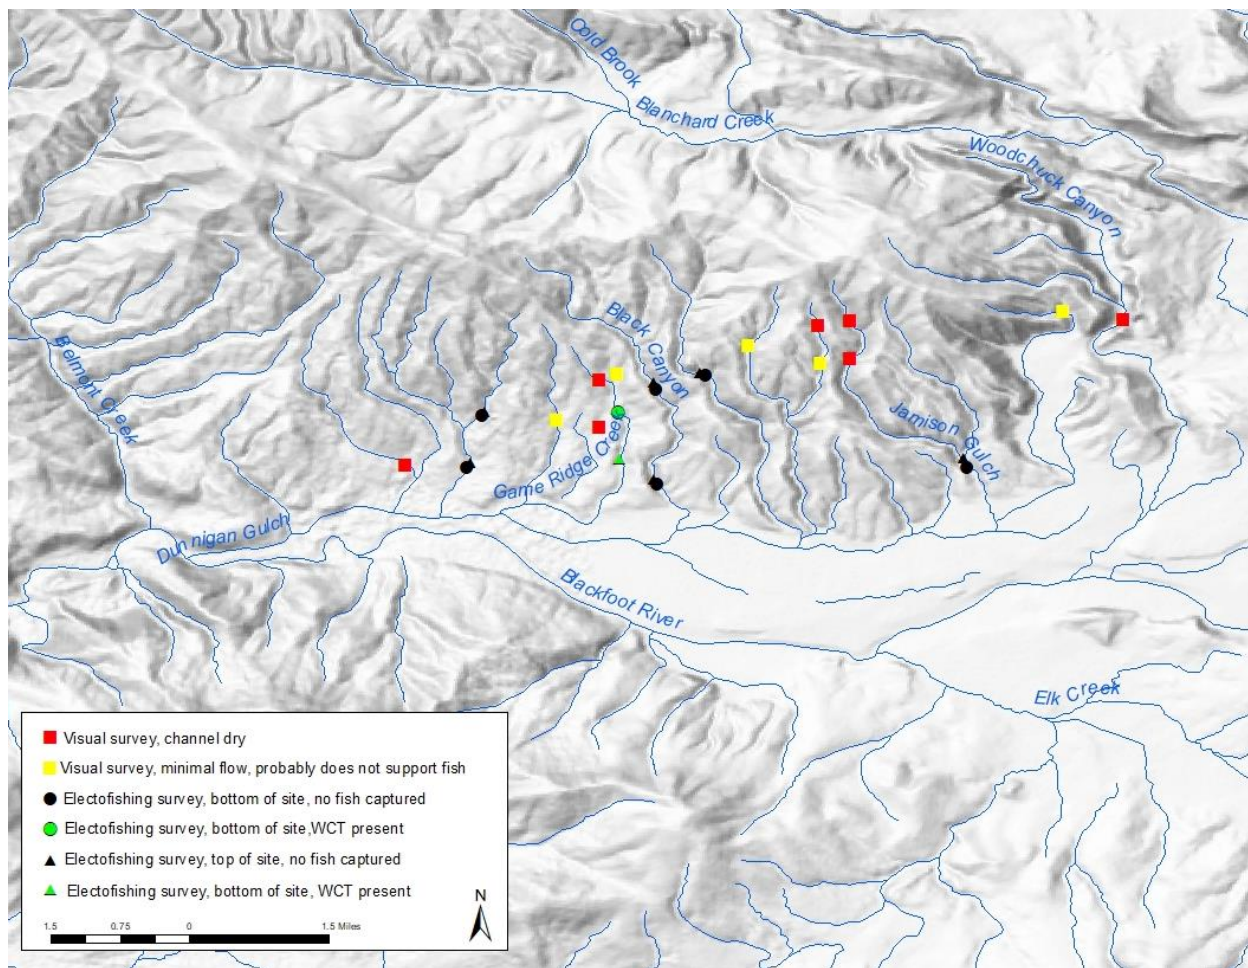 Cold Brook
Blanchard Creek
Woodchuck Canyon
Black Canyon
Belmont Creek
Jamison Gulch
Game Ridge Creek
Dunnigan Gulch
Blackfoot River
Elk Creek
Visual survey, channel dry
Visual survey, minimal flow, probably does not support fish
Electofishing survey, bottom of site, no fish captured
Electofishing survey, bottom of site,WCT present
Electofishing survey, top of site, no fish captured
Electofishing survey, bottom of site, WCT present
N
1.5 0.75 0 1.5 Miles